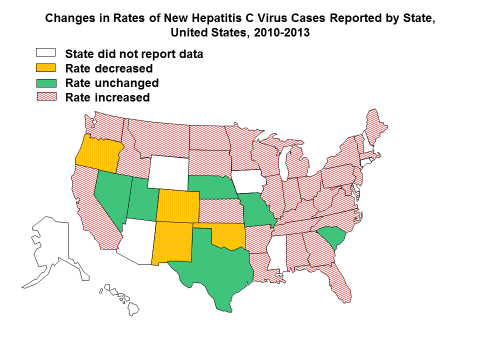 Changes in Rates of New Hepatitis C Virus Cases Reported by State,
United States, 2010-2013
State did not report data
Rate decreased
Rate unchanged
Rate increased